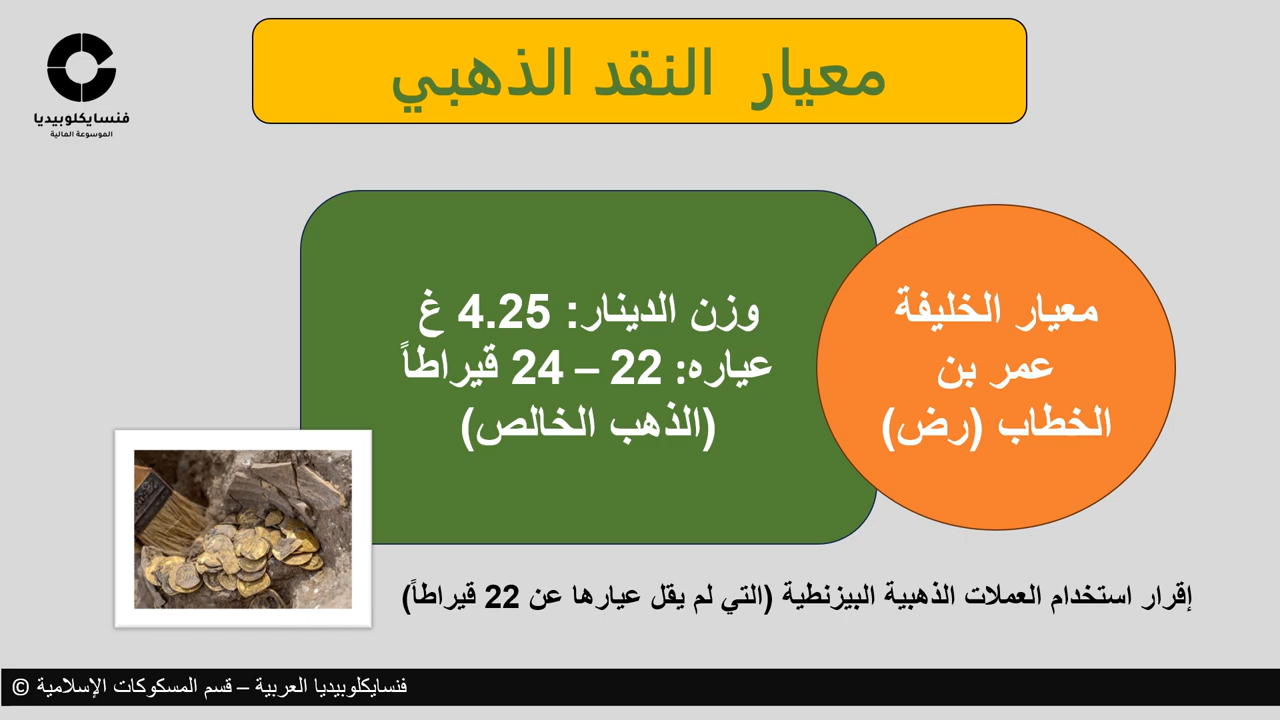 معيار النقد الذهبي
فنسايكلوبيديا
الموسوعة المالية
معيار الخليفة
عمر بن
الخطاب (رض)
وزن الدينار: 4.25 غ
عياره: 22 – 24 قيراطاً
(الذهب الخالص)
إقرار استخدام العملات الذهبية البيزنطية (التي لم يقل عيارها عن 22 قيراطاً)
فنسايكلوبيديا العربية – قسم المسكوكات الإسلامية ©